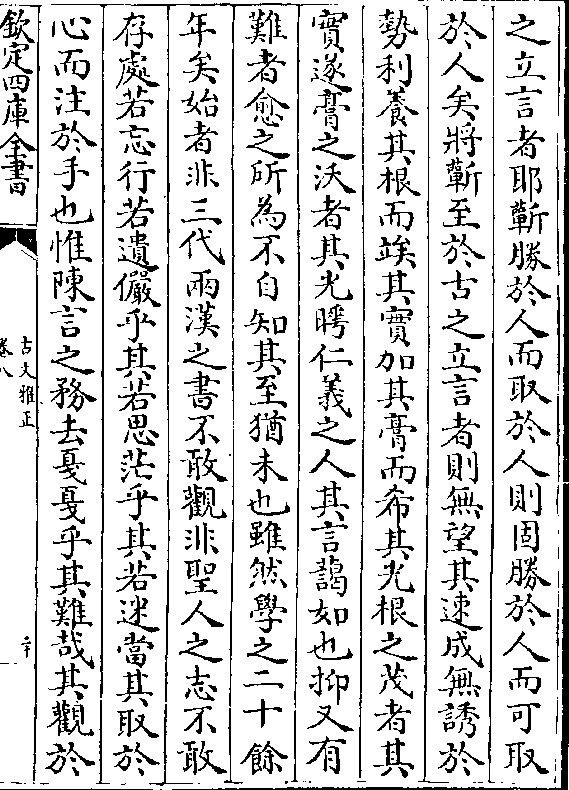 之立言者耶蘄勝於人而取於人則固勝於人而可取
於人矣將蘄至於古之立言者則無望其速成無誘於
勢利養其根而竢其實加其膏而希其光根之茂者其
實遂膏之沃者其光曄仁義之人其言藹如也抑又有
難者愈之所為不自知其至猶未也雖然學之二十餘
年矣始者非三代兩漢之書不敢觀非聖人之志不敢
存處若忘行若遺儼乎其若思茫乎其若迷當其取於
心而注於手也惟陳言之務去戛戛乎其難哉其觀於
欽定四庫全書
古文雅正
卷八
二十